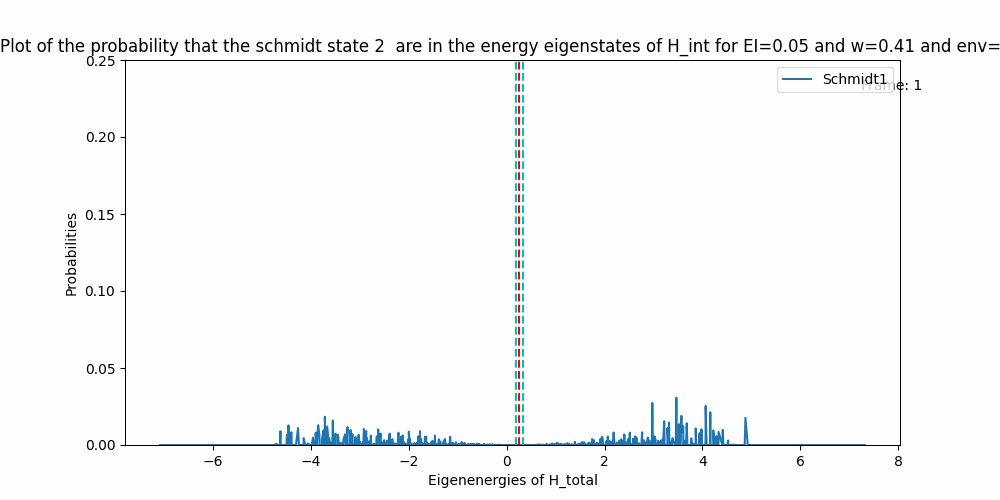 Plot of the probability that the schmidt state 2  are in the energy eigenstates of H_int for EI=0.05 and w=0.41 and env=
0.25
Schmidt1
Frame: 1
0.20
0.15
Probabilities
0.10
0.05
0.00
−6 −4 −2 0 2 4 6 8
Eigenenergies of H_total